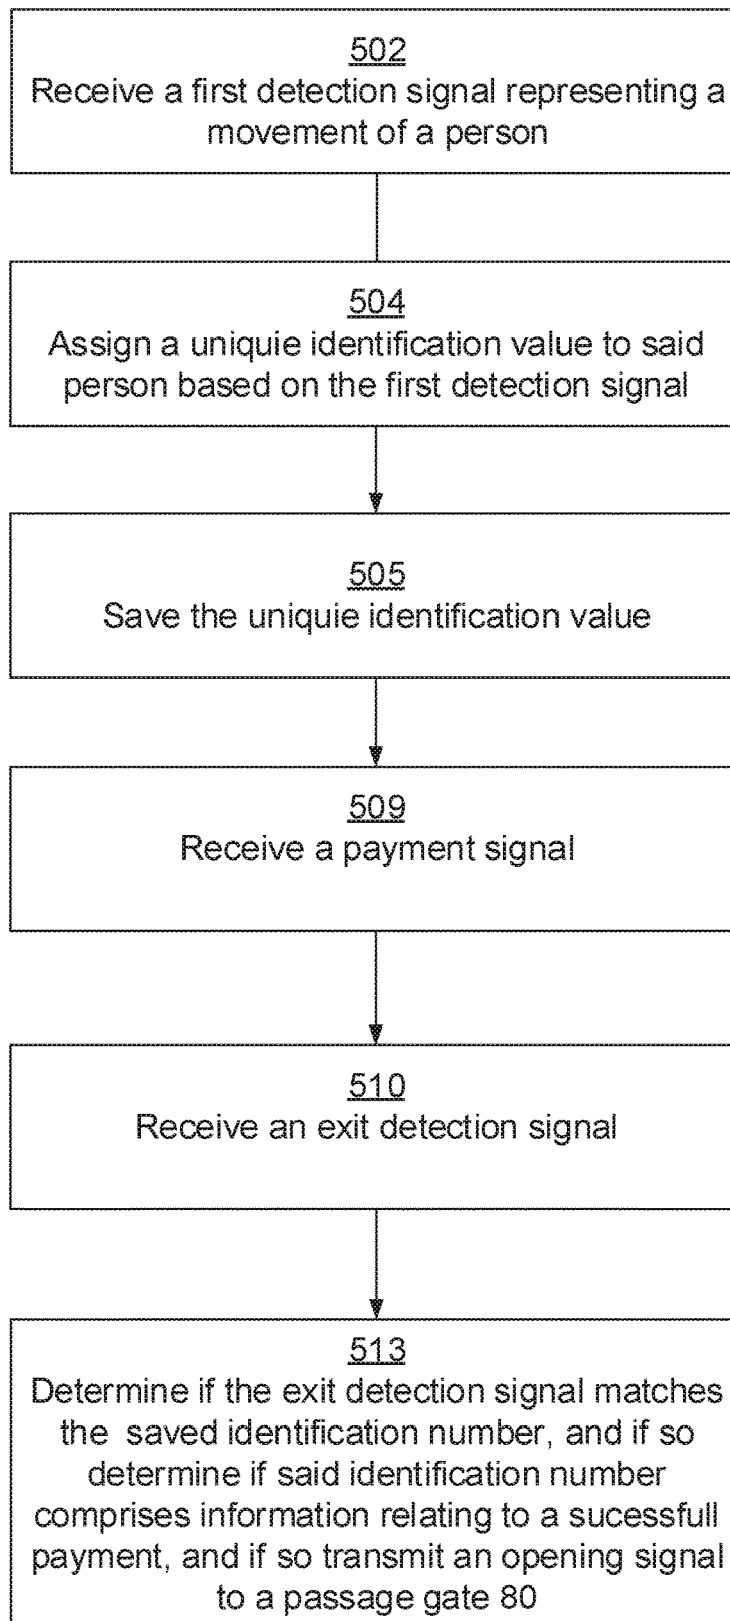 502
Receive a first detection signal representing a
movement of a person
504
Assign a uniquie identification value to said
person based on the first detection signal
505
Save the uniquie identification value
509
Receive a payment signal
510
Receive an exit detection signal
513
Determine if the exit detection signal matches
the saved identification number, and if so
determine if said identification number
comprises information relating to a sucessfull
payment, and if so transmit an opening signal
to a passage gate 80